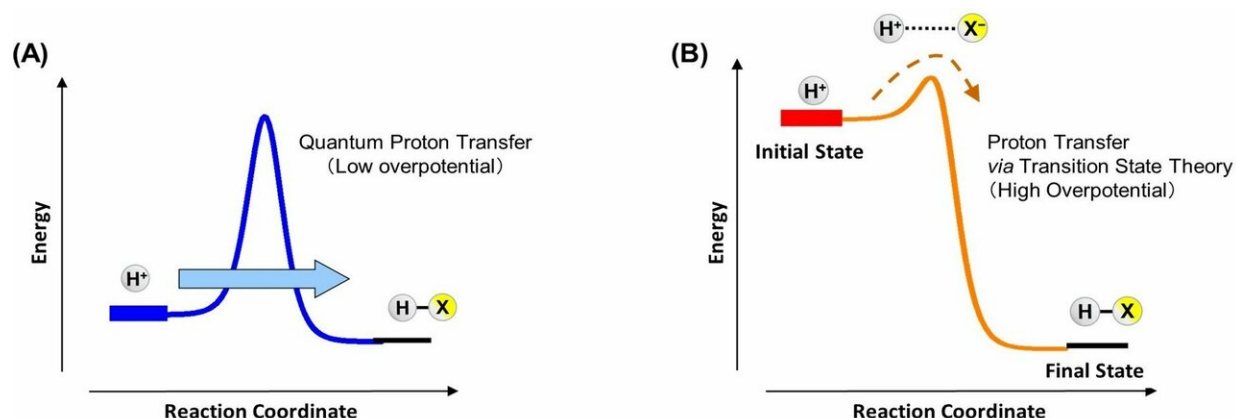 (A)
Energy
Quantum Proton Transfer
（Low overpotential）
H⁺
H X
Reaction Coordinate
(B)
H⁺ X⁻
H⁺
Initial State
Proton Transfer
via Transition State Theory
（High Overpotential）
Energy
H X
Final State
Reaction Coordinate